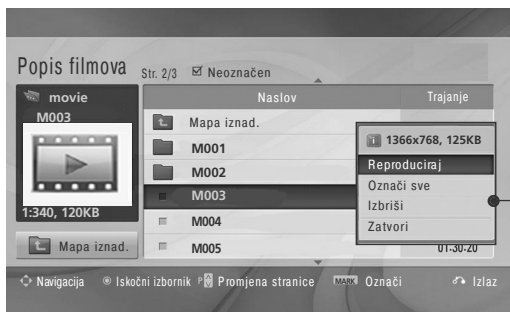 Popis filmova Str. 2/3 Neoznačen
movie
M003
1:340, 120KB
Mapa iznad.
Naslov Trajanje
Mapa iznad.
M001
M002
M003
M004
M005 01:30:20
1366x768, 125KB
Reproduciraj
Označi sve
Izbriši
Zatvori
Navigacija Iskočni izbornik P Promjena stranice MARK Označi Izlaz